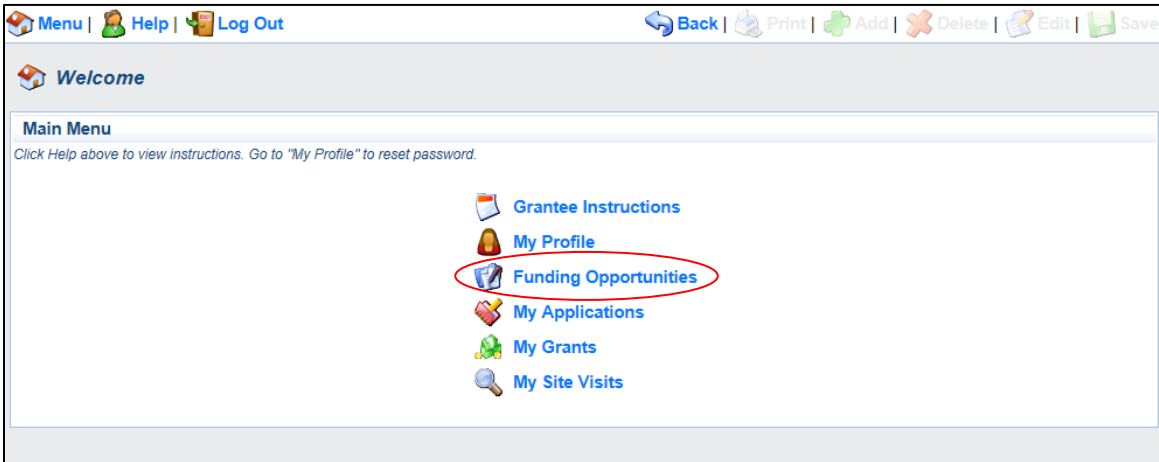 Menu | Help | Log Out Back | Print | Add | Delete | Edit | Save
Welcome
Main Menu
Click Help above to view instructions. Go to "My Profile" to reset password.
Grantee Instructions
My Profile
Funding Opportunities
My Applications
My Grants
My Site Visits